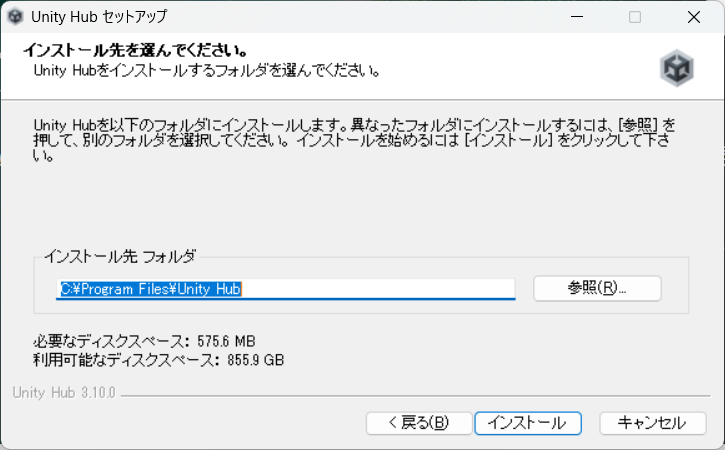 Unity Hub セットアップ
インストール先を選んでください。
Unity Hubをインストールするフォルダを選んでください。
Unity Hubを以下のフォルダにインストールします。異なったフォルダにインストールするには、[参照] を
押して、別のフォルダを選択してください。 インストールを始めるには [インストール] をクリックして下さ
い。
インストール先 フォルダ
C:¥Program Files¥Unity Hub
参照(R)...
必要なディスクスペース: 575.6 MB
利用可能なディスクスペース: 855.9 GB
Unity Hub 3.10.0
< 戻る(B)
インストール
キャンセル